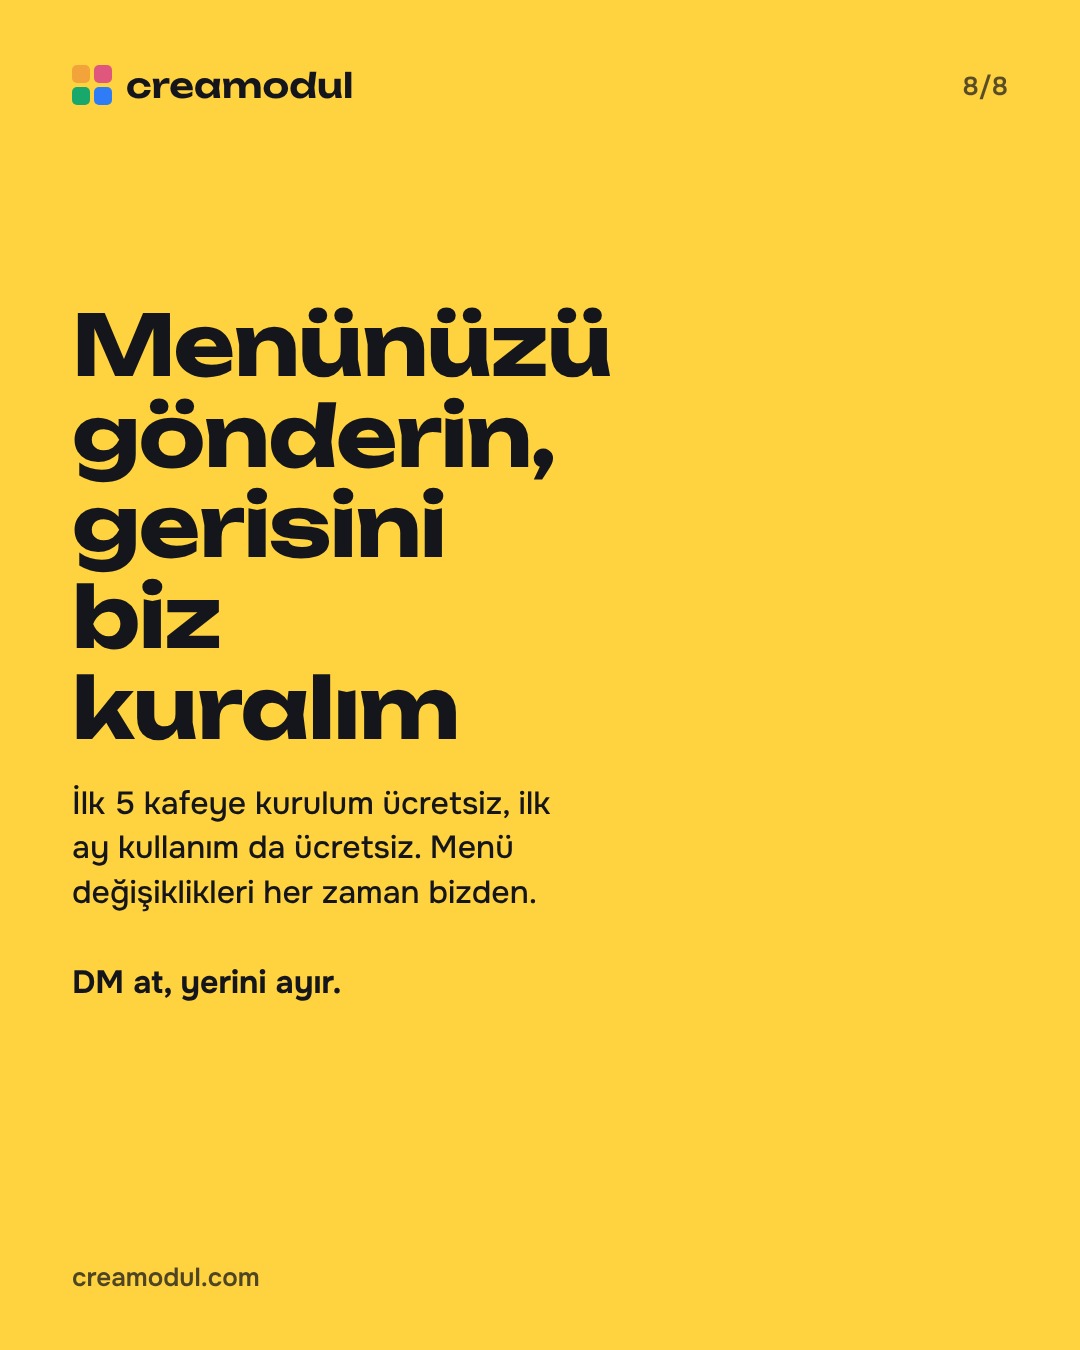 creamodul
8/8
Menünüzü
gönderin,
gerisini
biz
kuralım
İlk 5 kafeye kurulum ücretsiz, ilk
ay kullanım da ücretsiz. Menü
değişiklikleri her zaman bizden.
DM at, yerini ayır.
creamodul.com